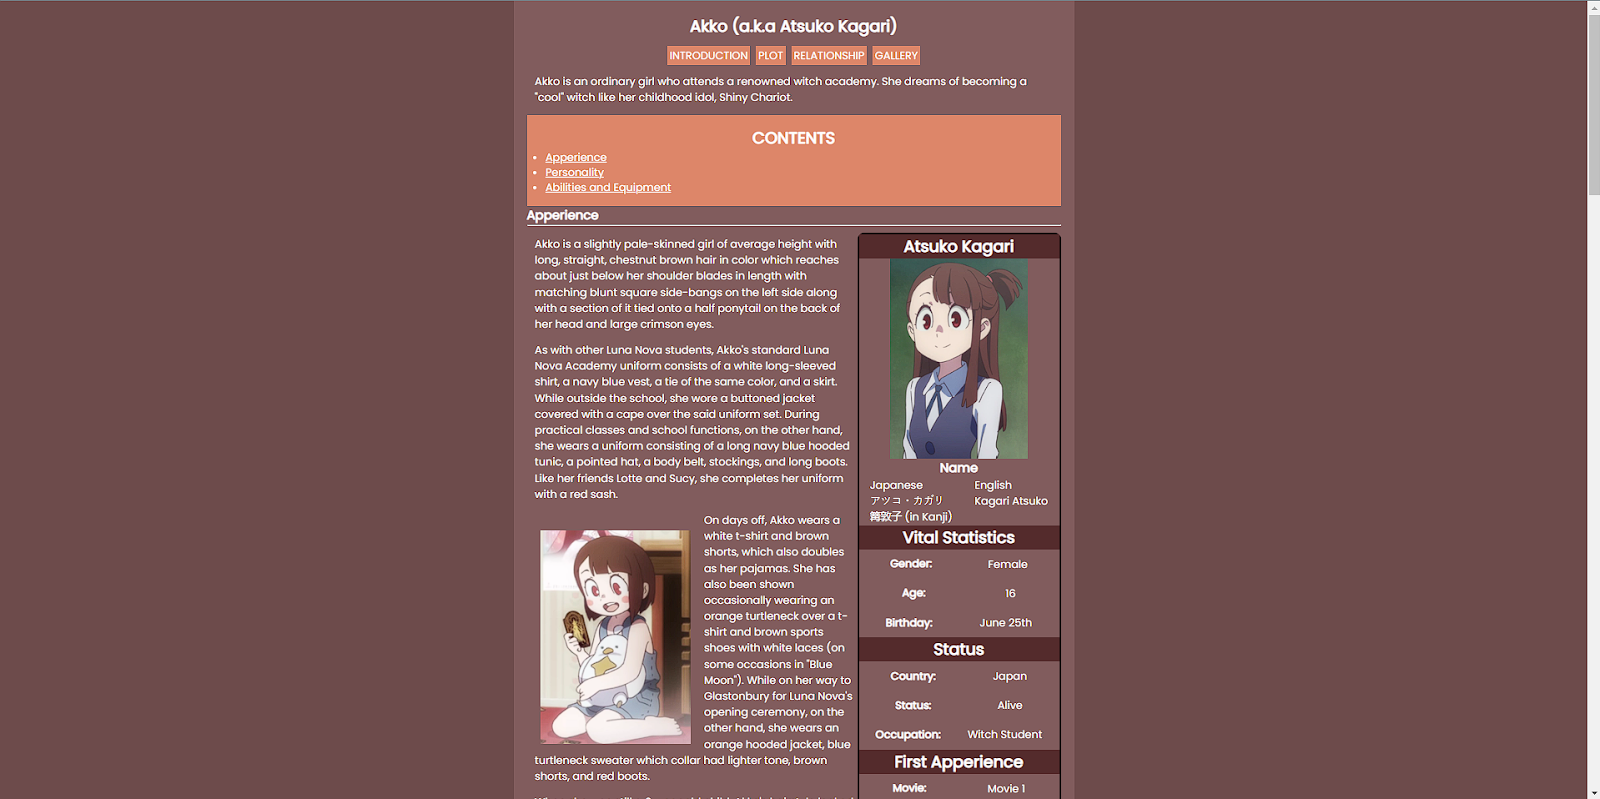 Akko (a.k.a Atsuko Kagari)
INTRODUCTION PLOT RELATIONSHIP GALLERY
Akko is an ordinary girl who attends a renowned witch academy. She dreams of becoming a
"cool" witch like her childhood idol, Shiny Chariot.
CONTENTS
Apperience
Personality
Abilities and Equipment
Apperience
Akko is a slightly pale-skinned girl of average height with
long, straight, chestnut brown hair in color which reaches
about just below her shoulder blades in length with
matching blunt square side-bangs on the left side along
with a section of it tied onto a half ponytail on the back of
her head and large crimson eyes.
As with other Luna Nova students, Akko's standard Luna
Nova Academy uniform consists of a white long-sleeved
shirt, a navy blue vest, a tie of the same color, and a skirt.
While outside the school, she wore a buttoned jacket
covered with a cape over the said uniform set. During
practical classes and school functions, on the other hand,
she wears a uniform consisting of a long navy blue hooded
tunic, a pointed hat, a body belt, stockings, and long boots.
Like her friends Lotte and Sucy, she completes her uniform
with a red sash.
On days off, Akko wears a
white t-shirt and brown
shorts, which also doubles
as her pajamas. She has
also been shown
occasionally wearing an
orange turtleneck over a t-
shirt and brown sports
shoes with white laces (on
some occasions in "Blue
Moon"). While on her way to
Glastonbury for Luna Nova's
opening ceremony, on the
other hand, she wears an
orange hooded jacket, blue
turtleneck sweater which collar had lighter tone, brown
shorts, and red boots.
Atsuko Kagari
Name
Japanese English
アツコ・カガリ Kagari Atsuko
篝敦子 (in Kanji)
Vital Statistics
Gender: Female
Age: 16
Birthday: June 25th
Status
Country: Japan
Status: Alive
Occupation: Witch Student
First Apperience
Movie: Movie 1